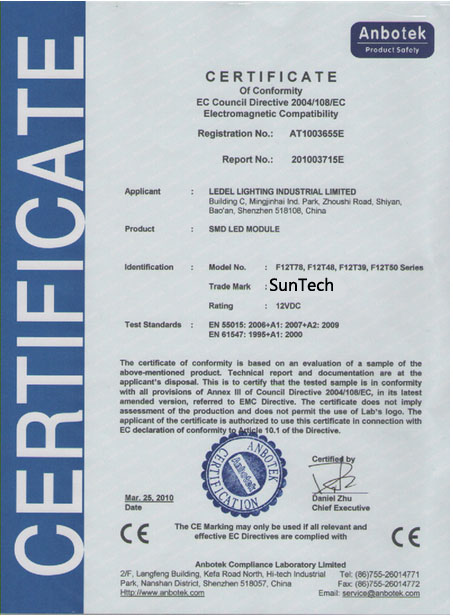 CERTIFICATE
Anbotek
Product Safety
CERTIFICATE
Of Conformity
EC Council Directive 2004/108/EC
Electromagnetic Compatibility
Registration No.: AT1003655E
Report No.: 201003715E
Applicant : LEDEL LIGHTING INDUSTRIAL LIMITED
Building C, Mingjinhai Ind. Park, Zhoushi Road, Shiyan,
Bao'an, Shenzhen 518108, China
Product : SMD LED MODULE
Identification : Model No. : F12T78, F12T48, F12T39, F12T50 Series
Trade Mark : SunTech
Rating : 12VDC
Test Standards : EN 55015: 2006+A1: 2007+A2: 2009
EN 61547: 1995+A1: 2000
The certificate of conformity is based on an evaluation of a sample of the
above-mentioned product. Technical report and documentation are at the
applicant's disposal. This is to certify that the tested sample is in conformity
with all provisions of Annex III of Council Directive 2004/108/EC, in its latest
amended version, referred to EMC Directive. The certificate does not imply
assessment of the production and does not permit the use of Lab's logo. The
applicant of the certificate is authorized to use this certificate in connection with
EC declaration of conformity to Article 10.1 of the Directive.
ANBOTEK
Anbotek
CERTIFICATION
Certified by
Mar. 25, 2010
Date
Daniel Zhu
Chief Executive
CE
The CE Marking may only be used if all relevant and
effective EC Directives are complied with
CE
Anbotek Compliance Laboratory Limited
2/F, Langfeng Building, Kefa Road North, Hi-tech Industrial Tel: (86)755-26014771
Park, Nanshan District, Shenzhen 518057, China Fax: (86)755-26014772
Http://www.anbotek.com Email: service@anbotek.com